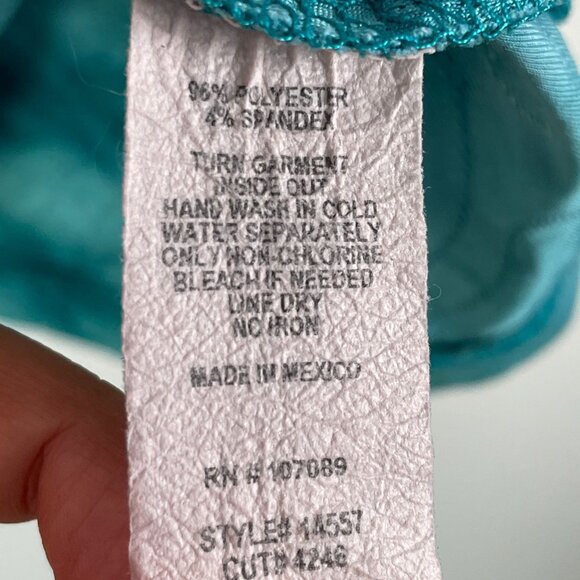 96% POLYESTER
4% SPANDEX
TURN GARMENT
INSIDE OUT
HAND WASH IN COLD
WATER SEPARATELY
ONLY NON-CHLORINE
BLEACH IF NEEDED
LINE DRY
NO IRON
MADE IN MEXICO
RN # 107089
STYLE# 14557
CUT# 4246